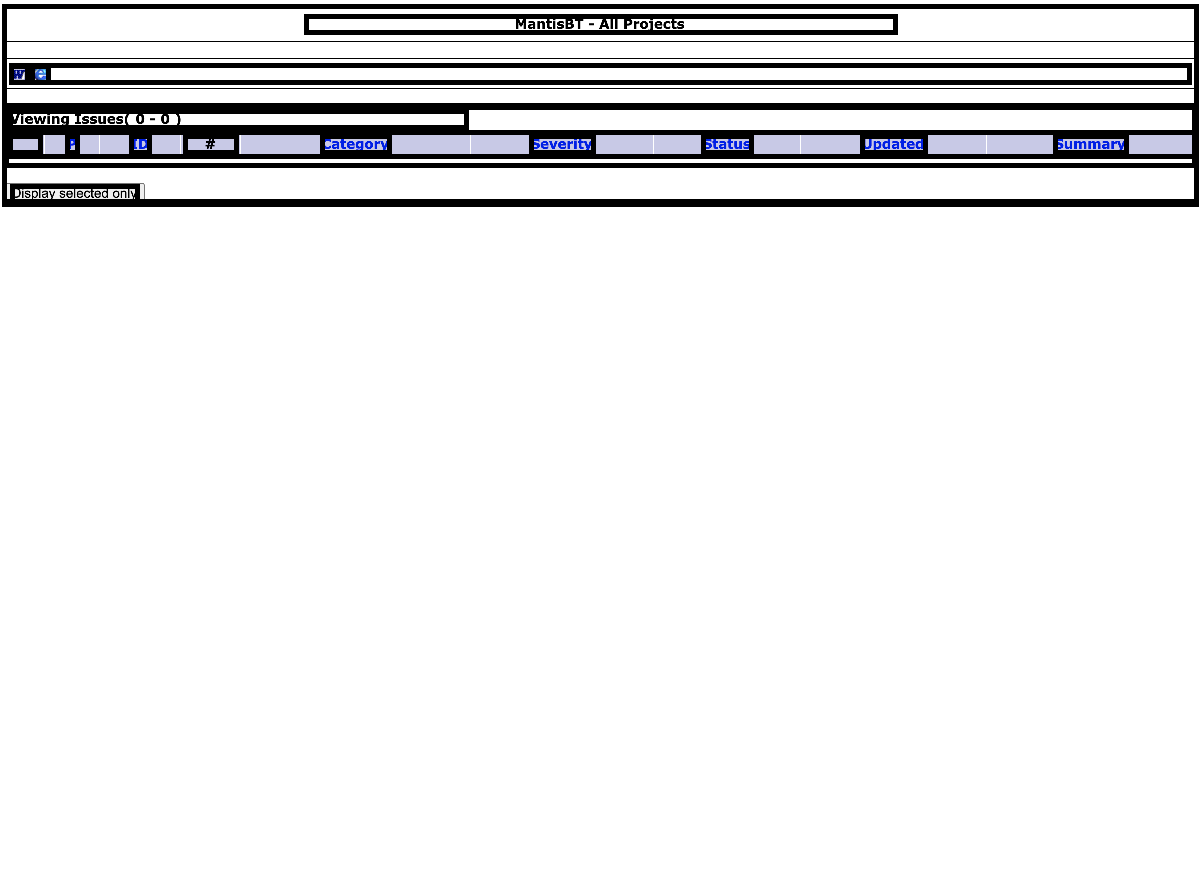 MantisBT - All Projects
W e
Viewing Issues( 0 - 0 )
P ID # Category Severity Status Updated Summary
Display selected only